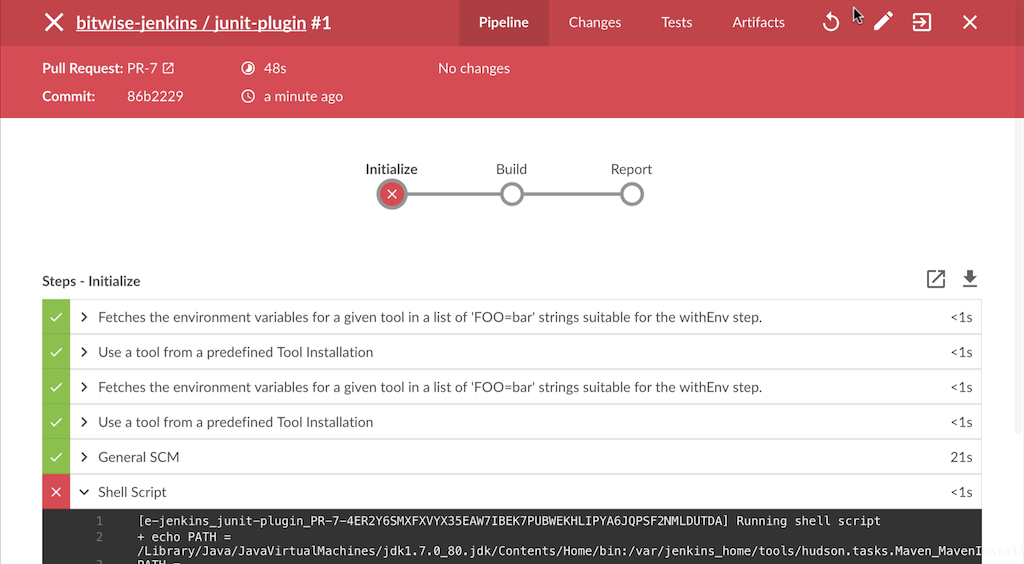 bitwise-jenkins / junit-plugin #1
Pipeline
Changes
Tests
Artifacts
Pull Request: PR-7
48s
No changes
Commit: 86b2229
a minute ago
Initialize
Build
Report
Steps - Initialize
Fetches the environment variables for a given tool in a list of 'FOO=bar' strings suitable for the withEnv step. <1s
Use a tool from a predefined Tool Installation <1s
Fetches the environment variables for a given tool in a list of 'FOO=bar' strings suitable for the withEnv step. <1s
Use a tool from a predefined Tool Installation <1s
General SCM 21s
Shell Script <1s
1 [e-jenkins_junit-plugin_PR-7-4ER2Y6SMXFXVYX35EAW7IBEK7PUBWEKHLIPYA6JQPSF2NMLDUTDA] Running shell script
2 + echo PATH =
/Library/Java/JavaVirtualMachines/jdk1.7.0_80.jdk/Contents/Home/bin:/var/jenkins_home/tools/hudson.tasks.Maven_MavenInstal
3 PATH =